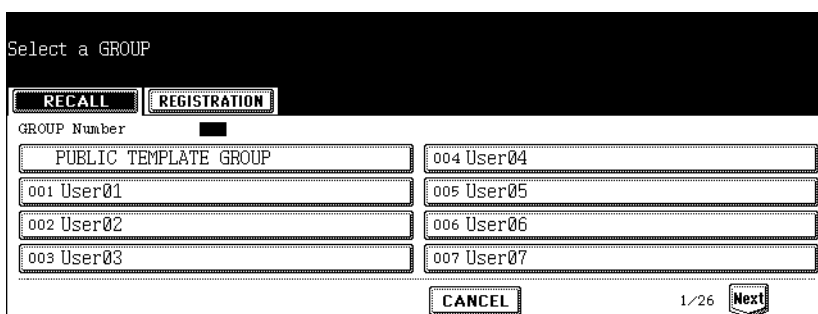 Select a GROUP
RECALL REGISTRATION
GROUP Number
PUBLIC TEMPLATE GROUP
001 User01
002 User02
003 User03
004 User04
005 User05
006 User06
007 User07
CANCEL
1/26 Next